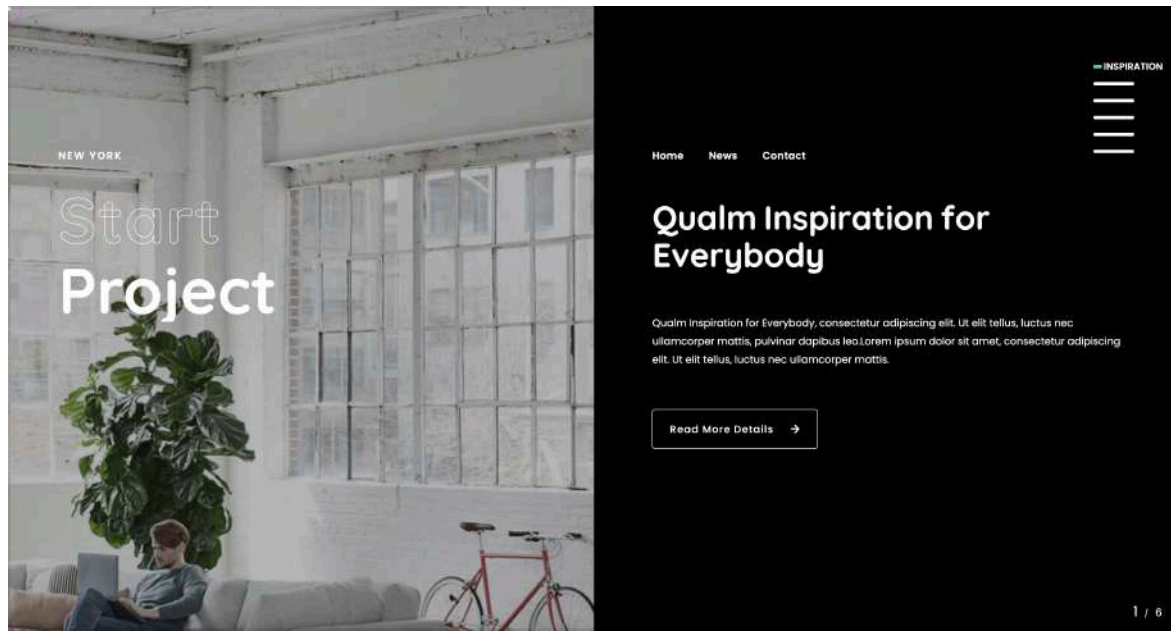 NEW YORK
Start
Project
INSPIRATION
Home News Contact
Qualm Inspiration for
Everybody
Qualm Inspiration for Everybody, consectetur adipiscing elit. Ut elit tellus, luctus nec
ullamcorper mattis, pulvinar dapibus leo.Lorem ipsum dolor sit amet, consectetur adipiscing
elit. Ut elit tellus, luctus nec ullamcorper mattis.
Read More Details
1 / 6